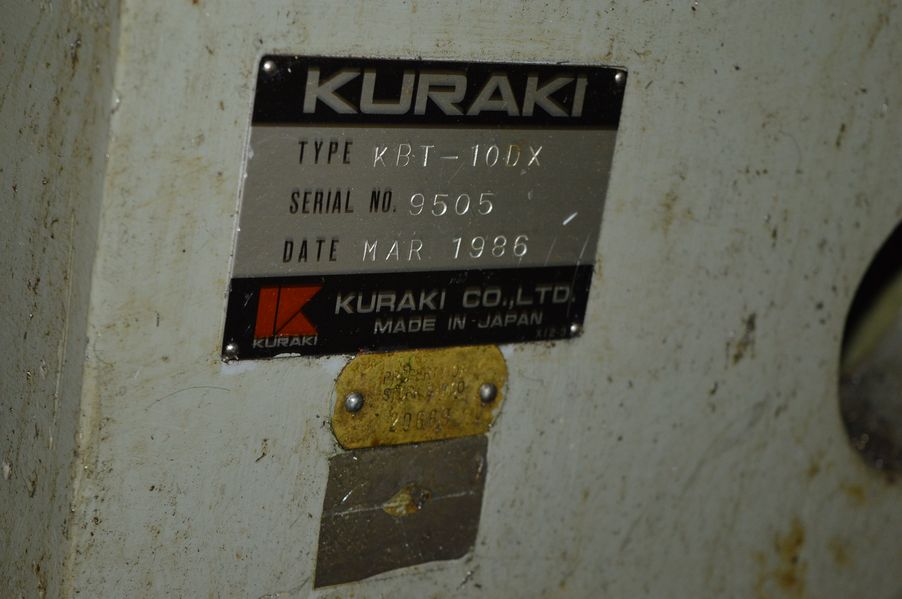 KURAKI
TYPE KBT-10DX
SERIAL NO. 9505
DATE MAR 1986
KURAKI
KURAKI CO.,LTD.
MADE IN JAPAN